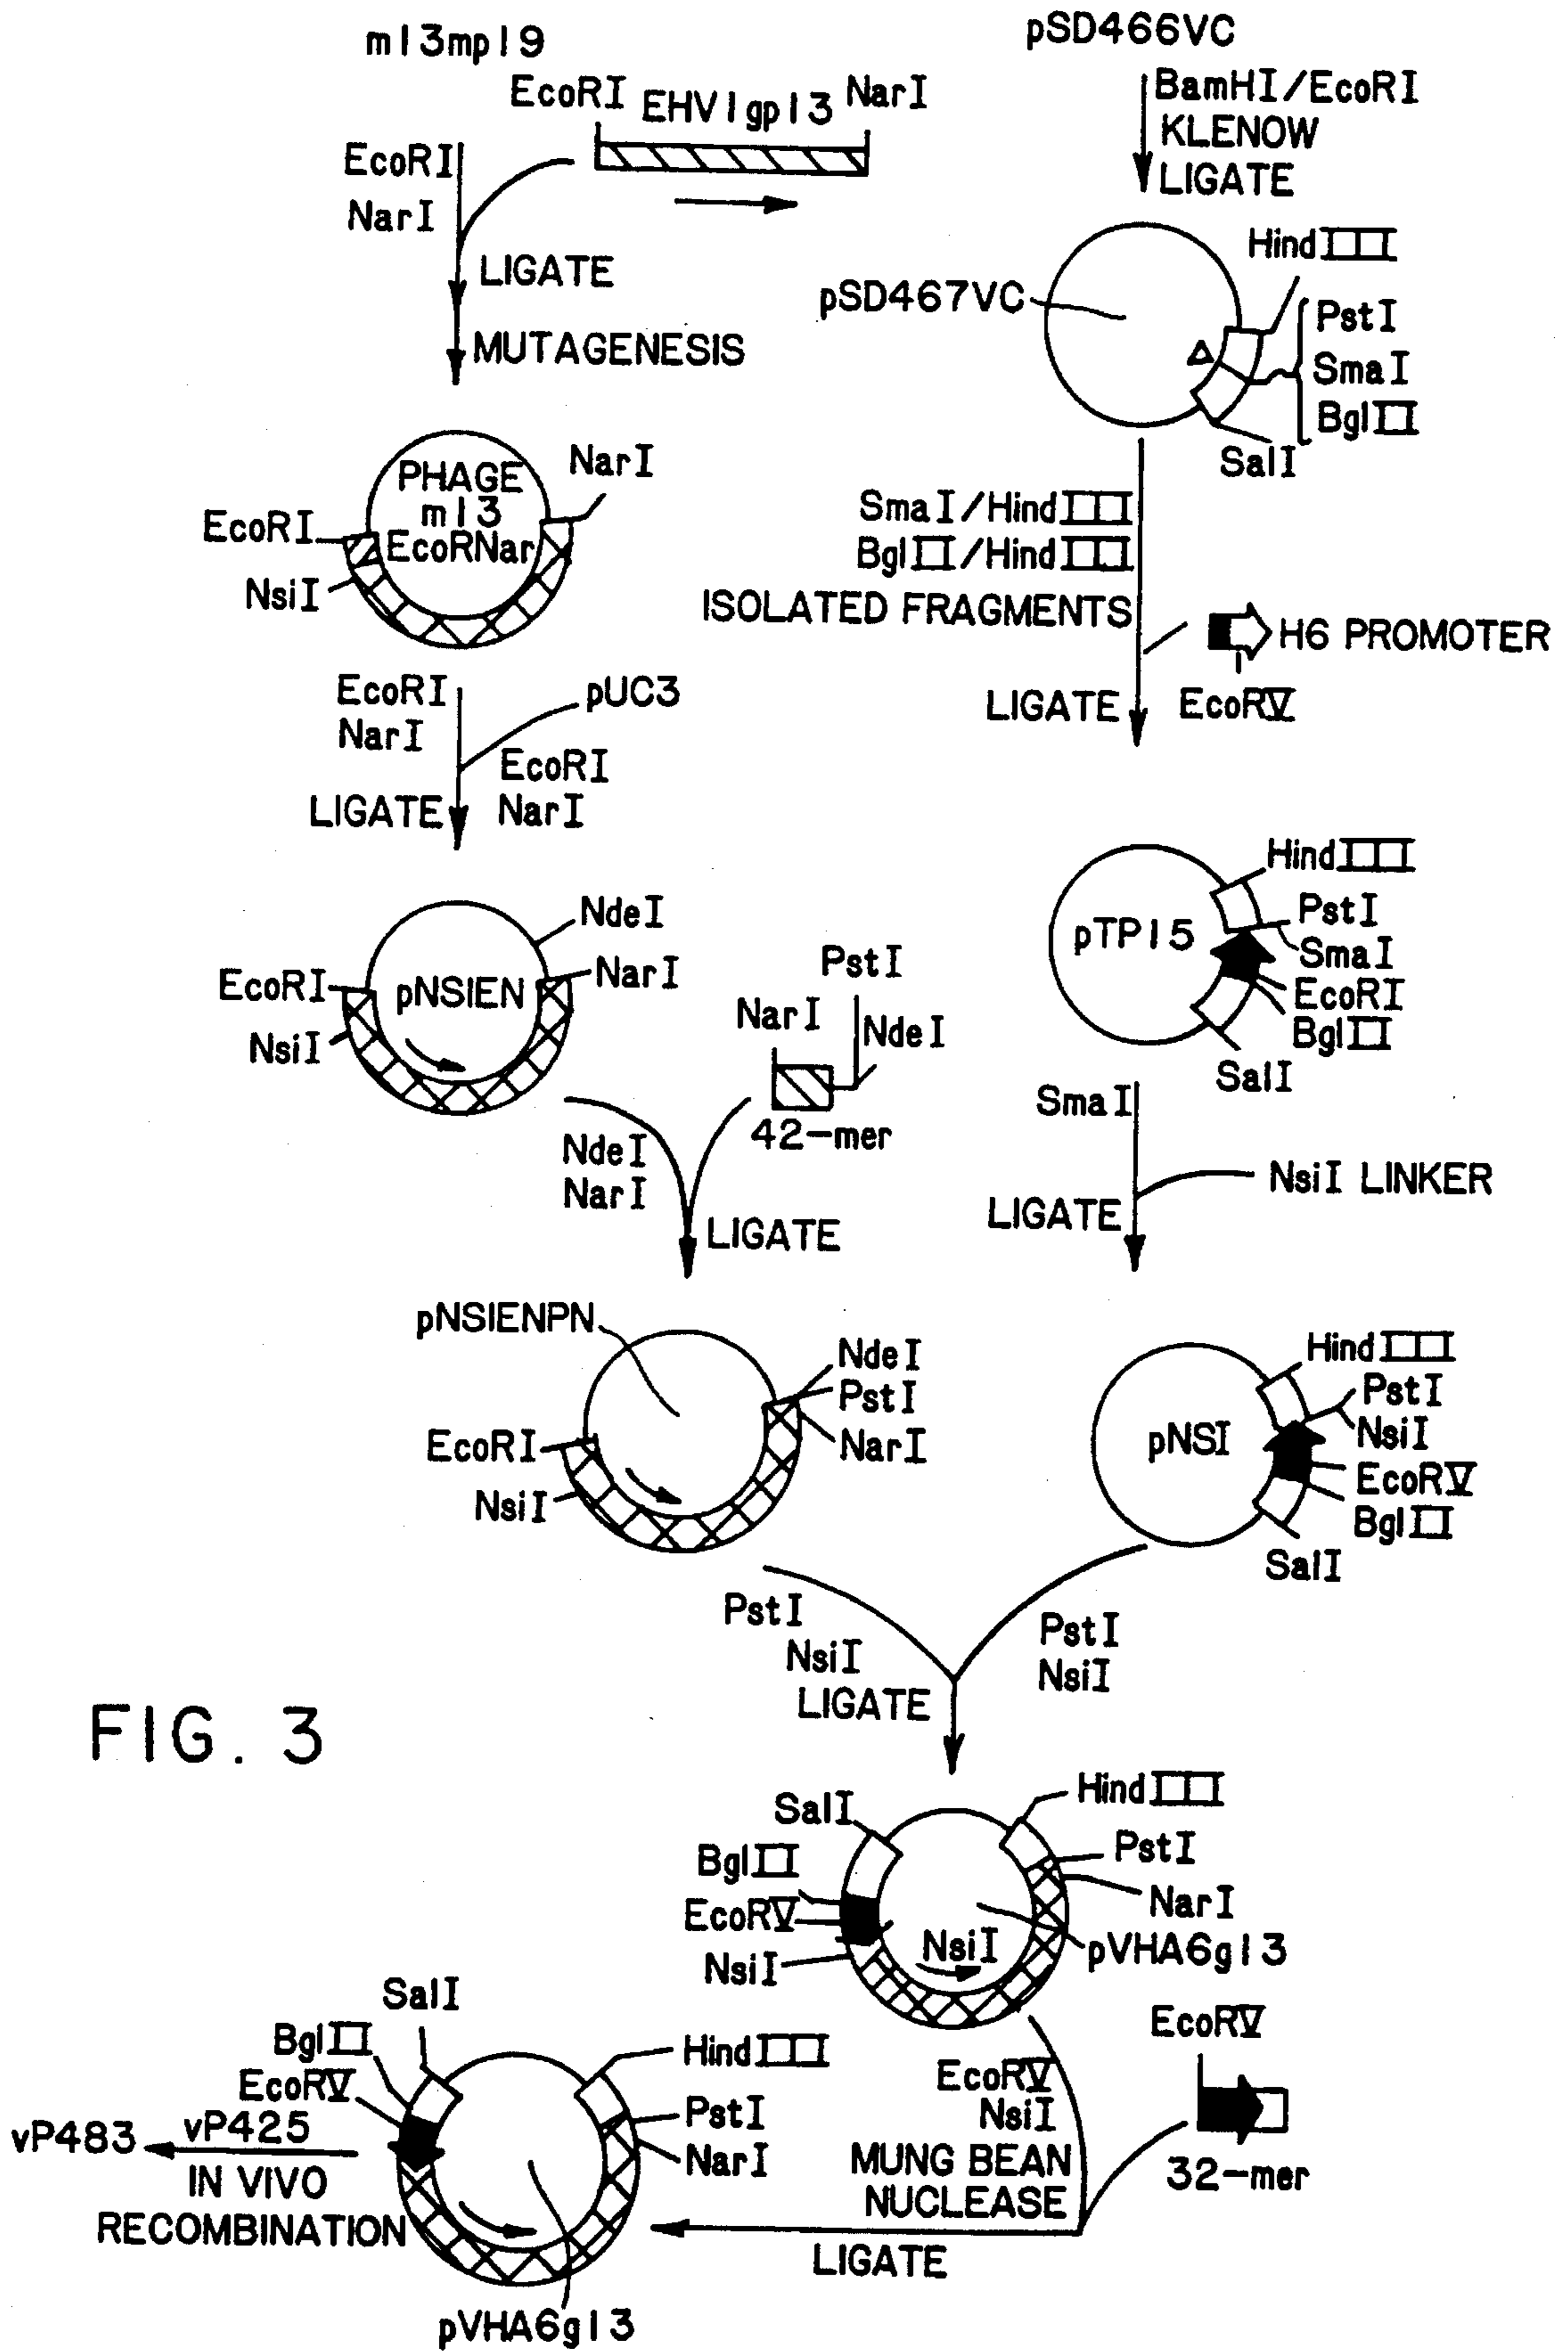 m13mp19
EcoRI EHV1gp13 NarI
EcoRI
NarI
LIGATE
MUTAGENESIS
PHAGE
m13
EcoRNar
NarI
EcoRI
NsiI
EcoRI
NarI
pUC3
EcoRI
NarI
LIGATE
pNSIEN
NdeI
NarI
EcoRI
NsiI
NarI
PstI
NdeI
42-mer
NdeI
NarI
LIGATE
pNSIENPN
NdeI
PstI
NarI
EcoRI
NsiI
PstI
NsiI
LIGATE
pSD466VC
BamHI/EcoRI
KLENOW
LIGATE
pSD467VC
HindIII
PstI
SmaI
BglII
SalI
Δ
SmaI/HindIII
BglII/HindIII
ISOLATED FRAGMENTS
H6 PROMOTER
EcoRV
LIGATE
pTP15
HindIII
PstI
SmaI
EcoRI
BglII
SalI
SmaI
NsiI LINKER
LIGATE
pNSI
HindIII
PstI
NsiI
EcoRV
BglII
SalI
PstI
NsiI
FIG. 3
SalI
BglII
EcoRV
NsiI
NsiI
HindIII
PstI
NarI
pVHA6g13
EcoRV
NsiI
MUNG BEAN
NUCLEASE
EcoRV
32-mer
LIGATE
SalI
BglII
EcoRV
HindIII
PstI
NarI
pVHA6g13
vP483
vP425
IN VIVO
RECOMBINATION